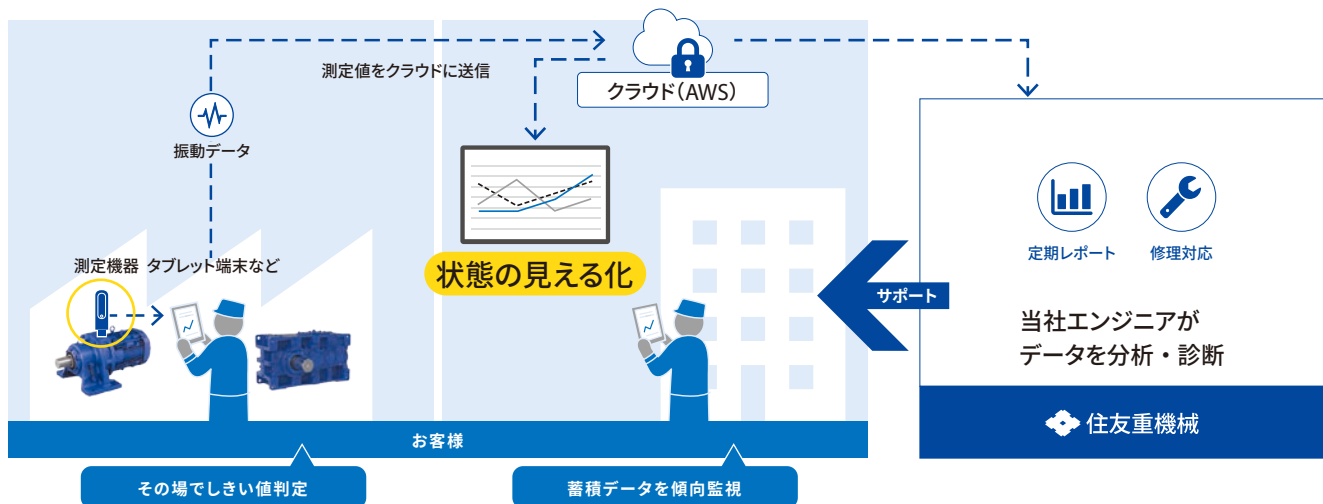 測定値をクラウドに送信
クラウド(AWS)
振動データ
測定機器 タブレット端末など
状態の見える化
サポート
定期レポート
修理対応
当社エンジニアが
データを分析・診断
住友重機械
お客様
その場でしきい値判定
蓄積データを傾向監視